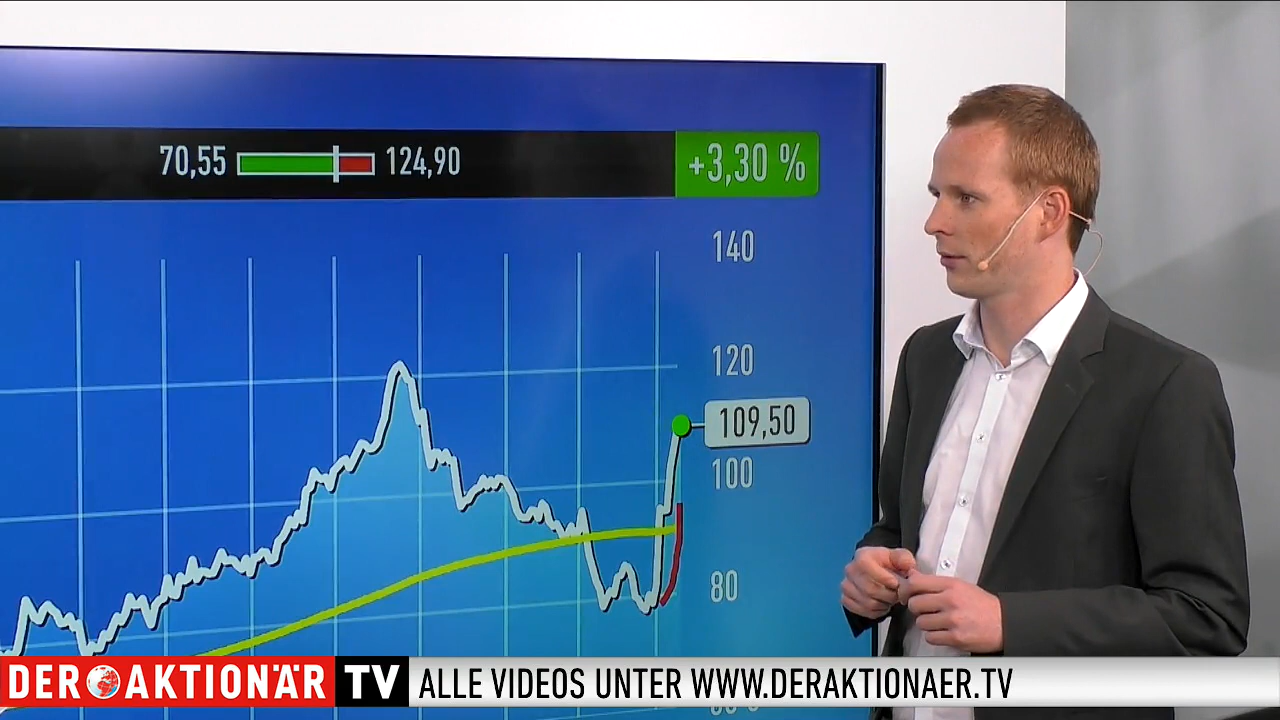 70,55 124,90 +3,30 %
140
120
109,50
100
80
DER AKTIONÄR TV ALLE VIDEOS UNTER WWW.DERAKTIONAER.TV